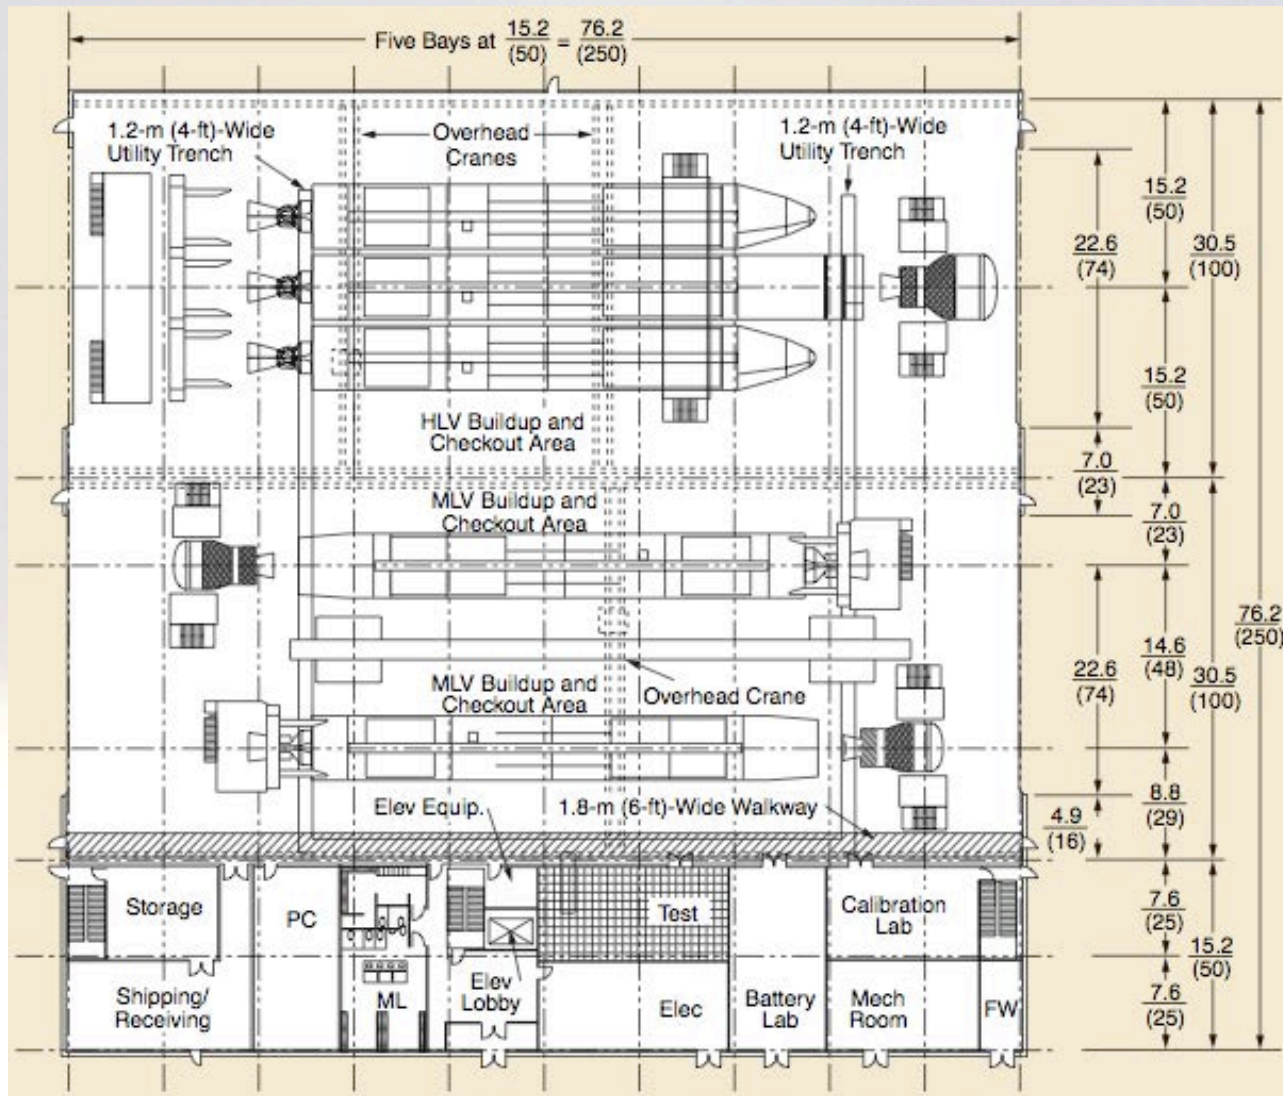 Five Bays at 15.2 (50) = 76.2 (250)
1.2-m (4-ft)-Wide
Utility Trench
Overhead
Cranes
1.2-m (4-ft)-Wide
Utility Trench
15.2
(50)
22.6
(74)
30.5
(100)
15.2
(50)
HLV Buildup and
Checkout Area
7.0
(23)
MLV Buildup and
Checkout Area
7.0
(23)
76.2
(250)
14.6
(48)
22.6
(74)
30.5
(100)
MLV Buildup and
Checkout Area
Overhead Crane
Elev Equip.
1.8-m (6-ft)-Wide Walkway
8.8
(29)
4.9
(16)
Storage
PC
Test
Calibration
Lab
7.6
(25)
15.2
(50)
Shipping/
Receiving
ML
Elev
Lobby
Elec
Battery
Lab
Mech
Room
FW
7.6
(25)